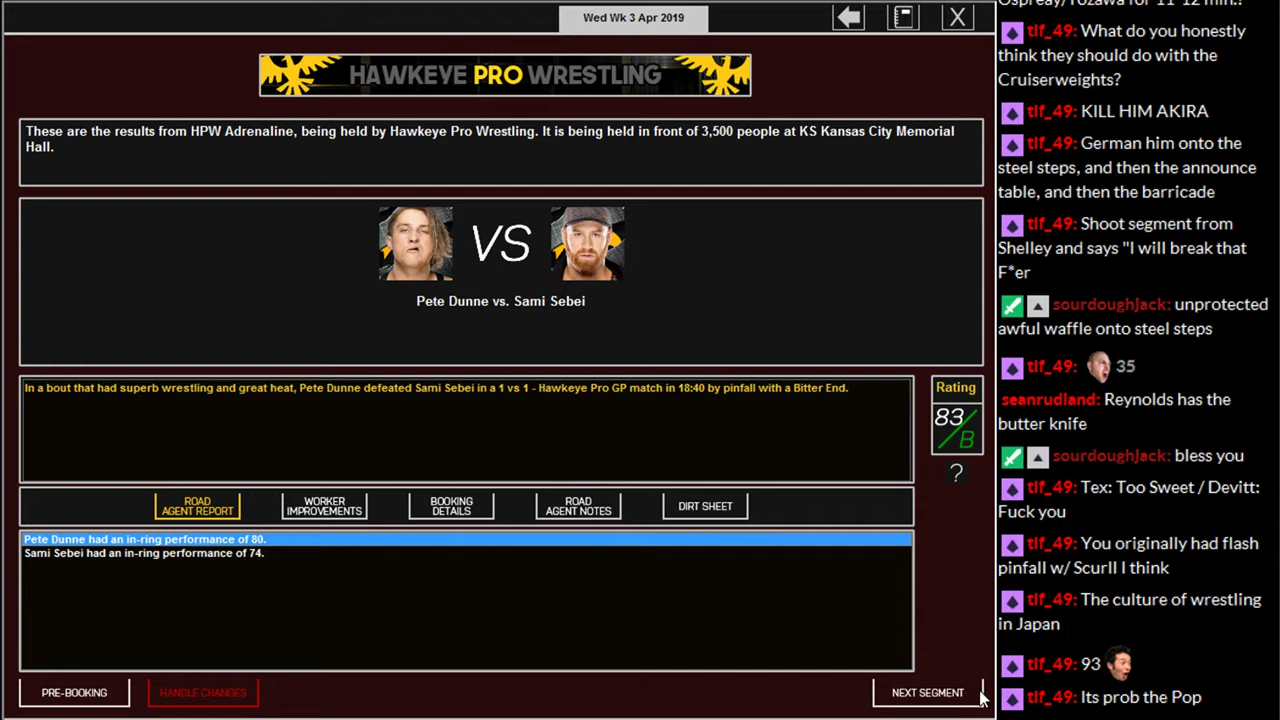 Wed Wk 3 Apr 2019
X
HAWKEYE PRO WRESTLING
These are the results from HPW Adrenaline, being held by Hawkeye Pro Wrestling. It is being held in front of 3,500 people at KS Kansas City Memorial
Hall.
VS
Pete Dunne vs. Sami Sebei
In a bout that had superb wrestling and great heat, Pete Dunne defeated Sami Sebei in a 1 vs 1 - Hawkeye Pro GP match in 18:40 by pinfall with a Bitter End.
Rating
83/B
?
ROAD
AGENT REPORT
WORKER
IMPROVEMENTS
BOOKING
DETAILS
ROAD
AGENT NOTES
DIRT SHEET
Pete Dunne had an in-ring performance of 80.
Sami Sebei had an in-ring performance of 74.
PRE-BOOKING
HANDLE CHANGES
NEXT SEGMENT
tlf_49: What do you honestly
think they should do with the
Cruiserweights?
tlf_49: KILL HIM AKIRA
tlf_49: German him onto the
steel steps, and then the announce
table, and then the barricade
tlf_49: Shoot segment from
Shelley and says "I will break that
F*er
sourdoughjack: unprotected
awful waffle onto steel steps
tlf_49: 35
seanrudland: Reynolds has the
butter knife
sourdoughjack: bless you
tlf_49: Tex: Too Sweet / Devitt:
Fuck you
tlf_49: You originally had flash
pinfall w/ Scurll I think
tlf_49: The culture of wrestling
in Japan
tlf_49: 93
tlf_49: Its prob the Pop